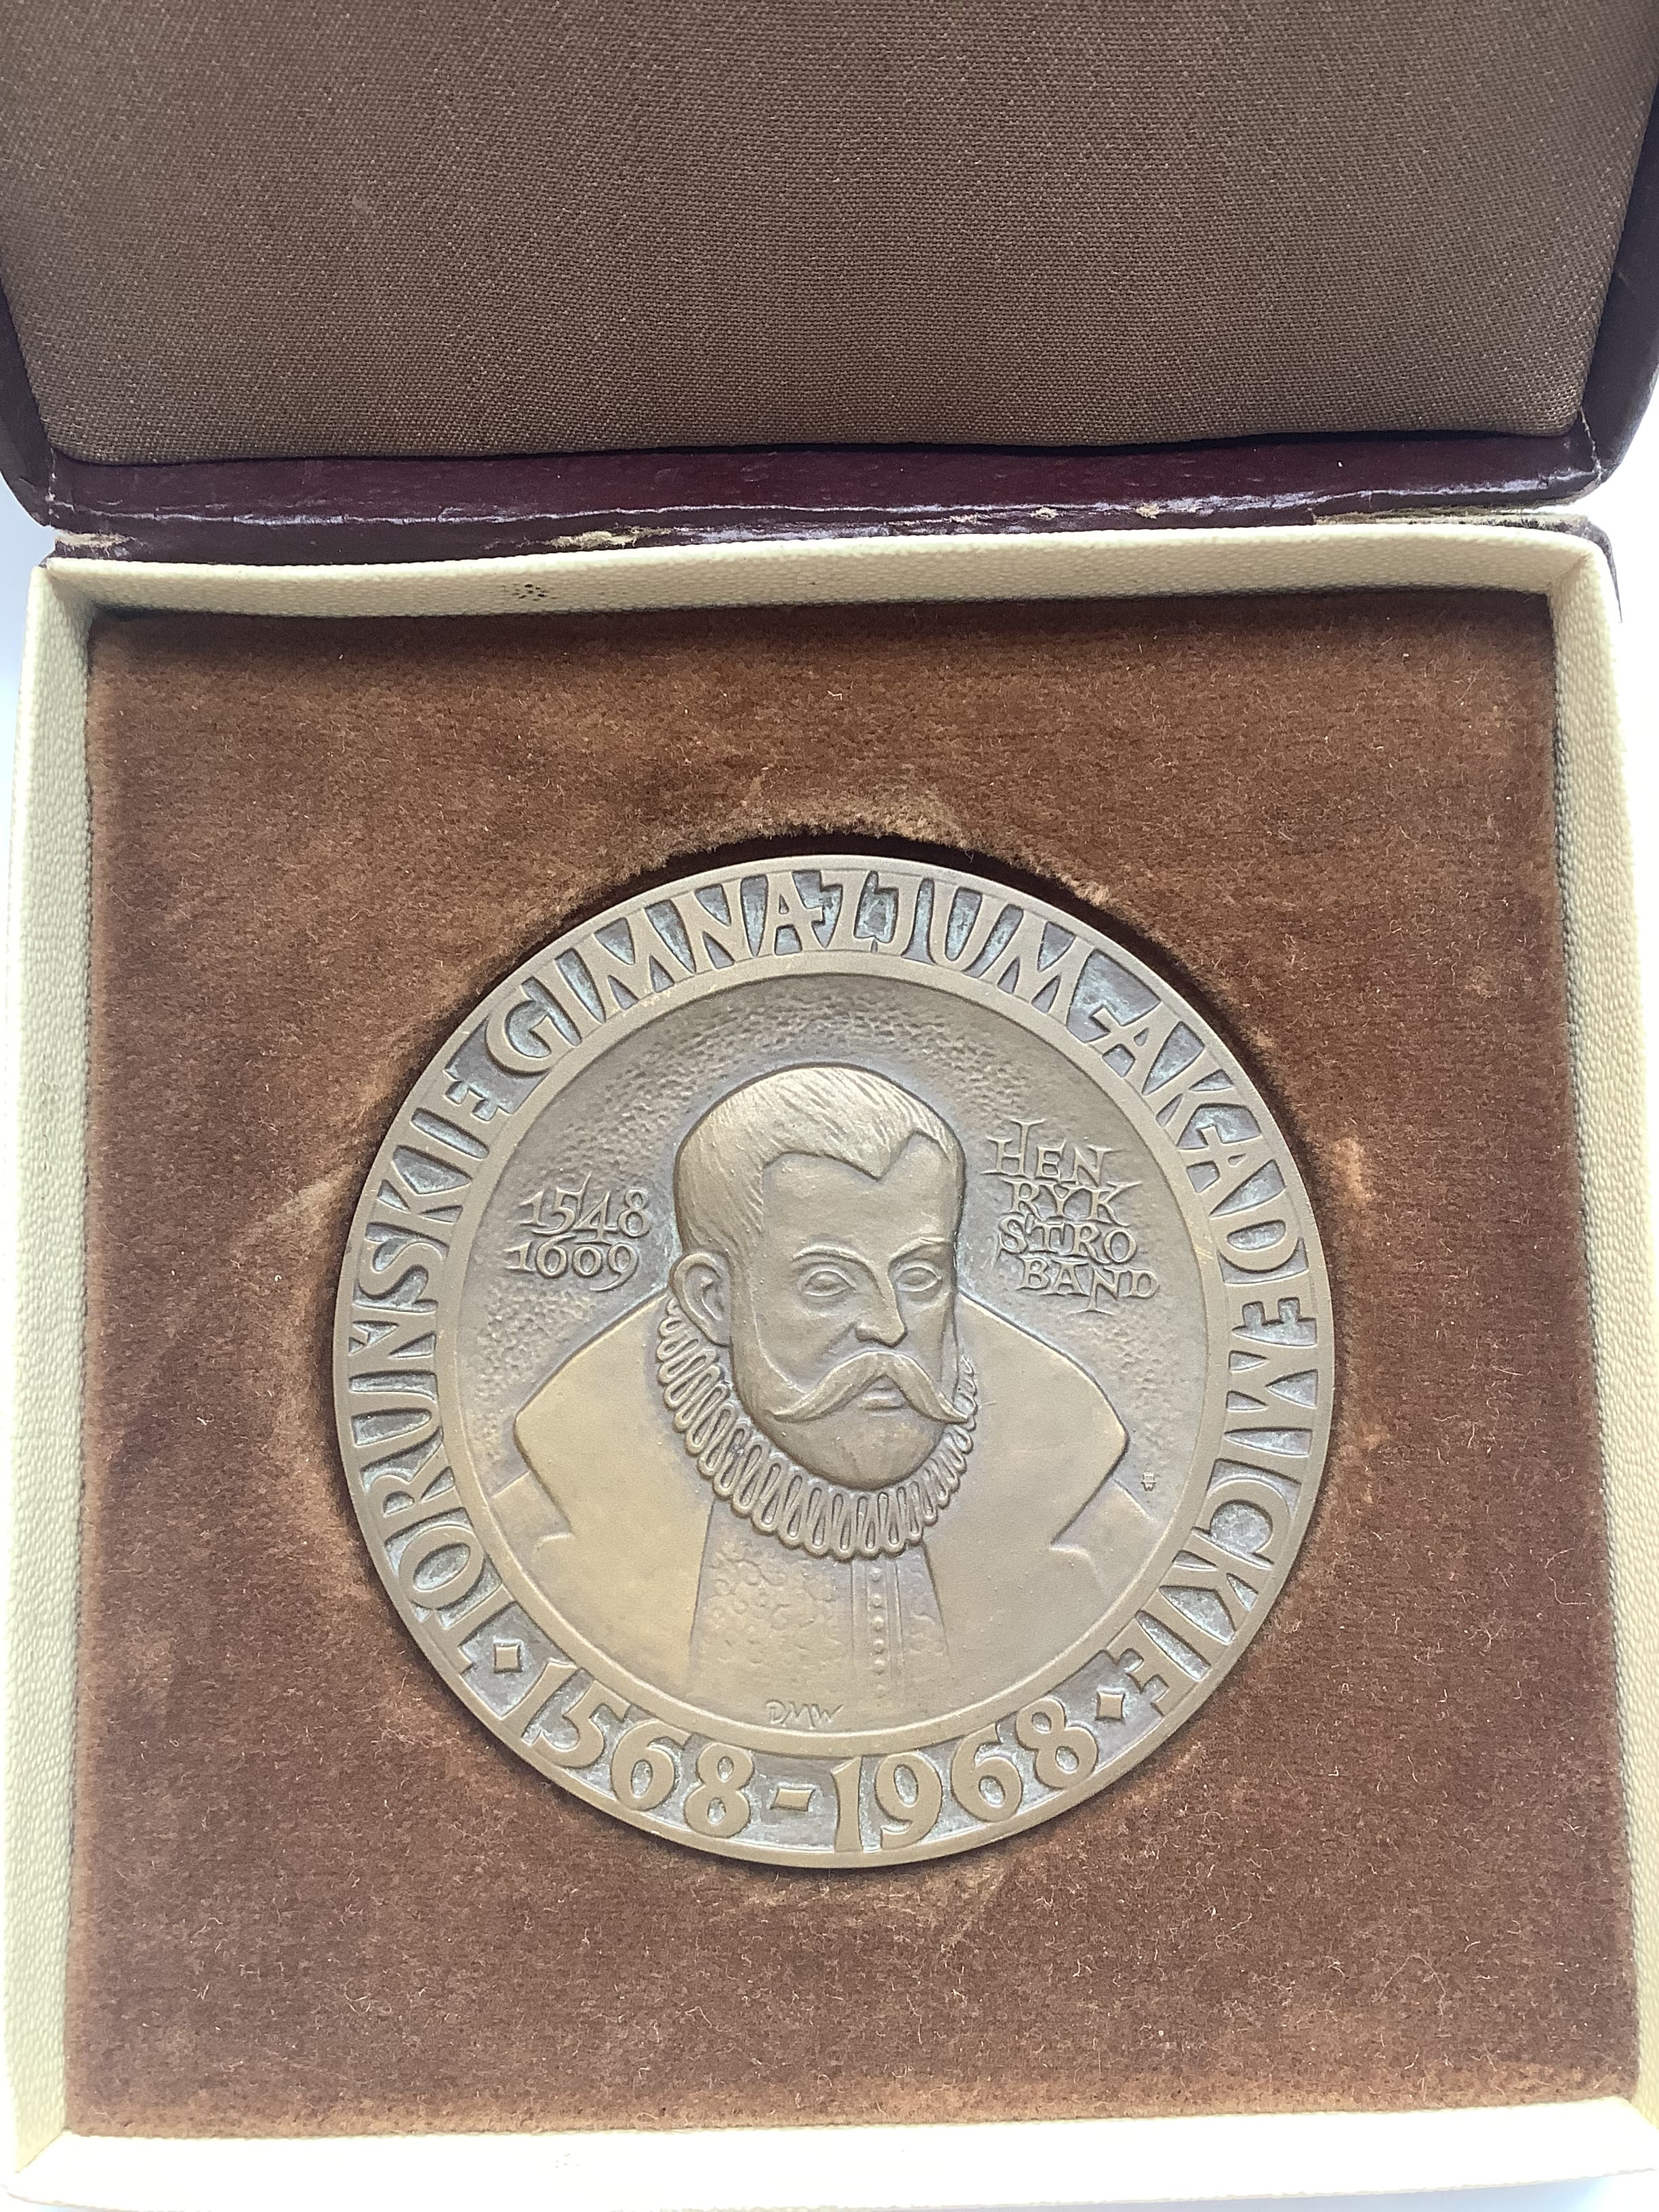 TORUŃSKIE GIMNAZJUM AKADEMICKIE
1548
1609
HEN
RYK
STRO
BAND
DMW
· 1568-1968 ·